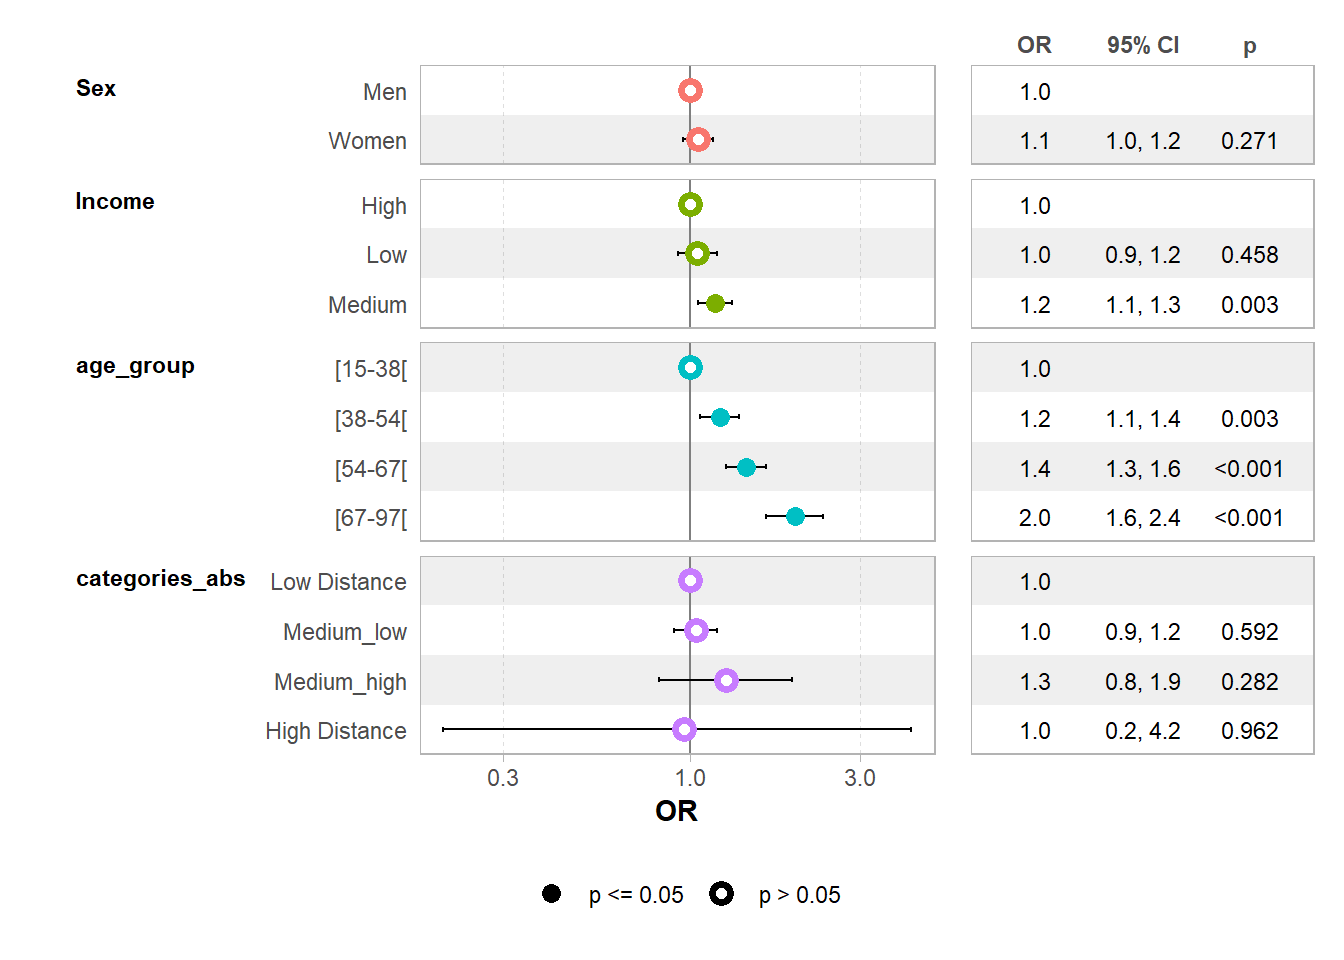 OR 95% CI p
Sex Men 1.0
Women 1.1 1.0, 1.2 0.271
Income High 1.0
Low 1.0 0.9, 1.2 0.458
Medium 1.2 1.1, 1.3 0.003
age_group [15-38[ 1.0
[38-54[ 1.2 1.1, 1.4 0.003
[54-67[ 1.4 1.3, 1.6 <0.001
[67-97[ 2.0 1.6, 2.4 <0.001
categories_abs Low Distance 1.0
Medium_low 1.0 0.9, 1.2 0.592
Medium_high 1.3 0.8, 1.9 0.282
High Distance 1.0 0.2, 4.2 0.962
0.3 1.0 3.0
OR
p <= 0.05 p > 0.05